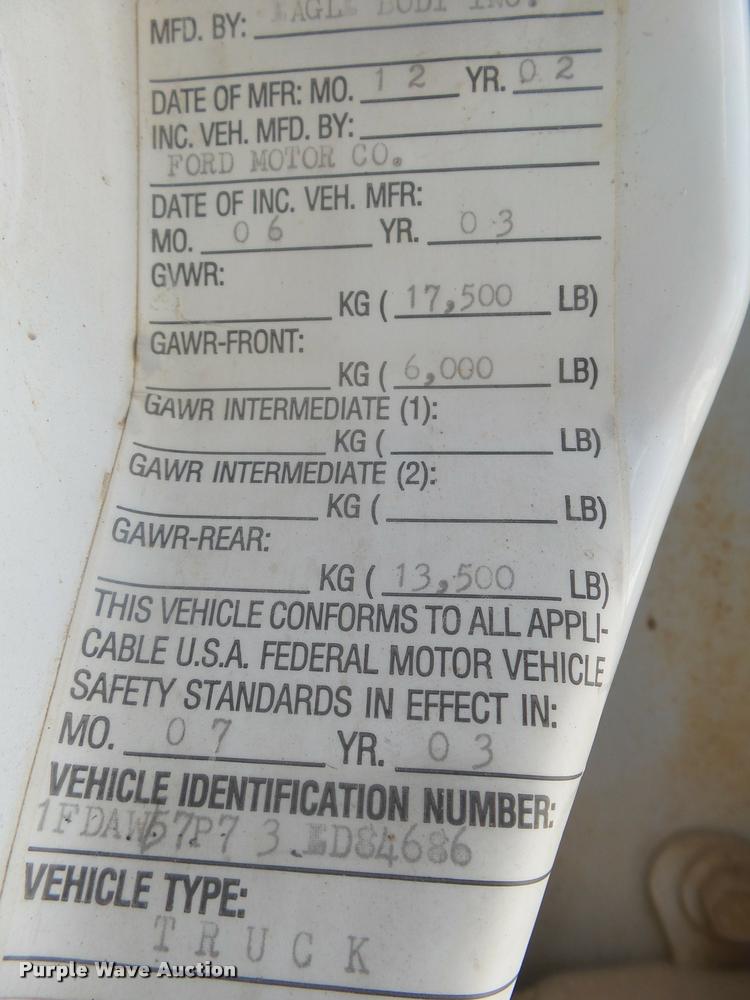 MFD. BY: EAGLE BODY INC.
DATE OF MFR: MO. 12 YR. 02
INC. VEH. MFD. BY:
FORD MOTOR CO.
DATE OF INC. VEH. MFR:
MO. 06 YR. 03
GVWR:
KG ( 17,500 LB)
GAWR-FRONT:
KG ( 6,000 LB)
GAWR INTERMEDIATE (1):
KG ( LB)
GAWR INTERMEDIATE (2):
KG ( LB)
GAWR-REAR:
KG ( 13,500 LB)
THIS VEHICLE CONFORMS TO ALL APPLI-
CABLE U.S.A. FEDERAL MOTOR VEHICLE
SAFETY STANDARDS IN EFFECT IN:
MO. 07 YR. 03
VEHICLE IDENTIFICATION NUMBER:
VEHICLE TYPE:
TRUCK
Purple Wave Auction